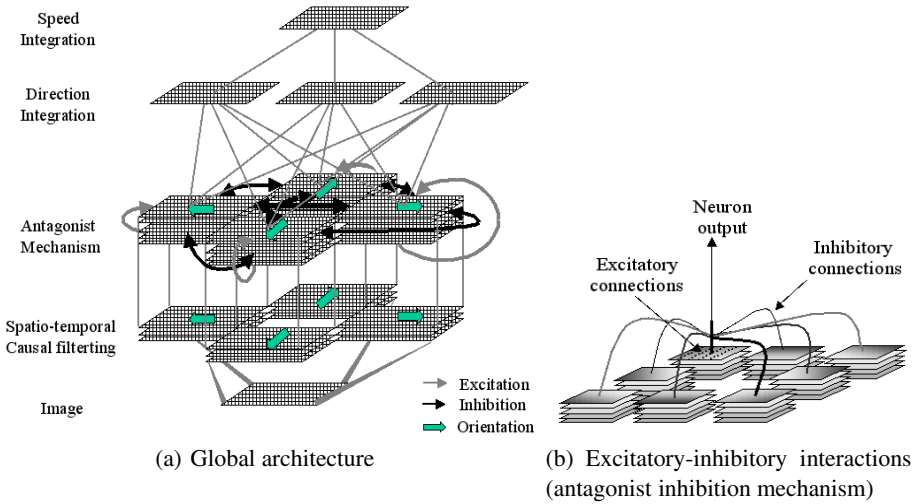 Speed
Integration
Direction
Integration
Antagonist
Mechanism
Spatio-temporal
Causal filterting
Image
Excitation
Inhibition
Orientation
(a) Global architecture
Neuron
output
Excitatory
connections
Inhibitory
connections
(b) Excitatory-inhibitory interactions
(antagonist inhibition mechanism)